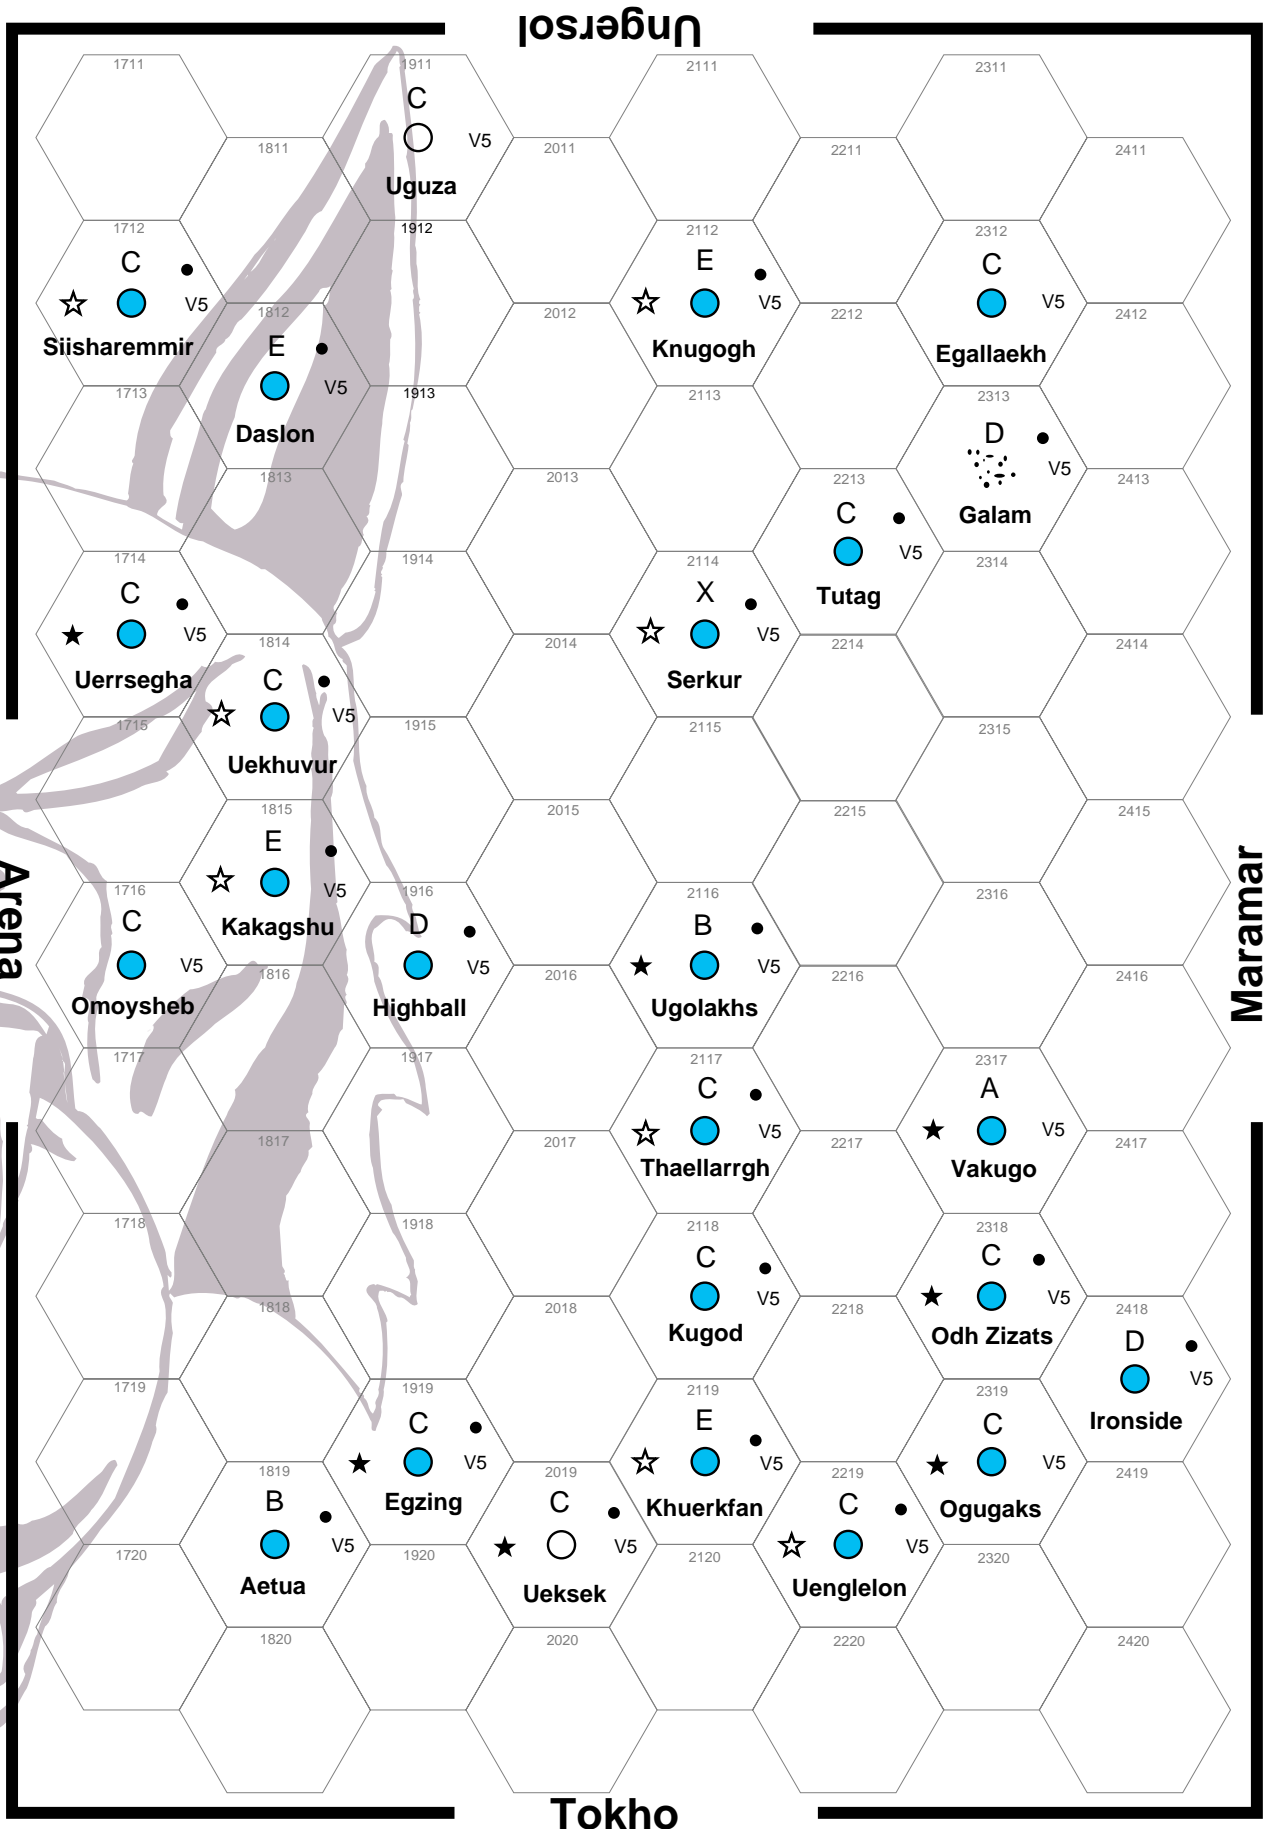 Ungersol
1711
1911
2111
2311
C
V5
Uguza
1811
2011
2211
2411
1712
C
V5
Siisharemmir
1912
2112
E
V5
Knugogh
2312
C
V5
Egallaekh
1812
E
V5
Daslon
2012
2212
2412
1713
1913
2113
2313
D
V5
Galam
1813
2013
2213
C
V5
Tutag
2413
1714
C
V5
Uerrsegha
1914
2114
X
V5
Serkur
2314
1814
C
V5
Uekhuvur
2014
2214
2414
1715
1915
2115
2315
1815
E
V5
Kakagshu
2015
2215
2415
Arena
Maramar
1716
C
V5
Omoysheb
1916
D
V5
Highball
2116
B
V5
Ugolakhs
2316
1816
2016
2216
2416
1717
1917
2117
C
V5
Thaellarrgh
2317
A
V5
Vakugo
1817
2017
2217
2417
1718
1918
2118
C
V5
Kugod
2318
C
V5
Odh Zizats
1818
2018
2218
2418
D
V5
Ironside
1719
1919
C
V5
Egzing
2119
E
V5
Khuerkfan
2319
C
V5
Ogugaks
1819
B
V5
Aetua
2019
C
V5
Ueksek
2219
C
V5
Uenglelon
2419
1720
1920
2120
2320
1820
2020
2220
2420
Tokho